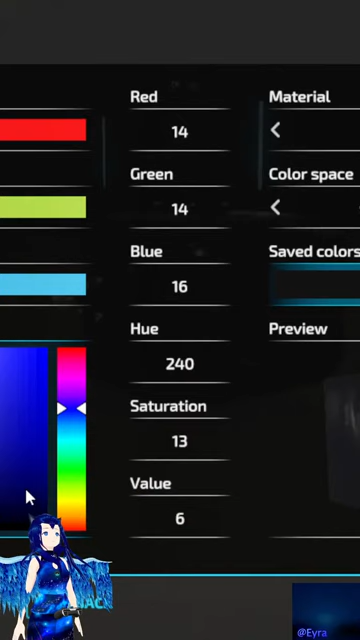 Red
14
Material
Green
14
Color space
Blue
16
Saved colors
Hue
240
Preview
Saturation
13
Value
6
@Eyra